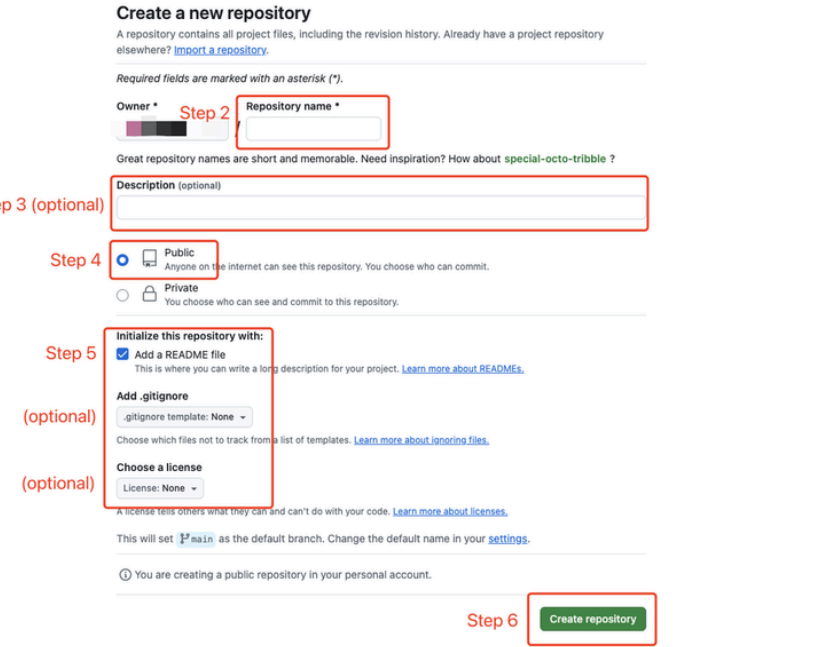 Create a new repository
A repository contains all project files, including the revision history. Already have a project repository
elsewhere? Import a repository.
Required fields are marked with an asterisk (*).
Owner * Step 2 Repository name *
/
Great repository names are short and memorable. Need inspiration? How about special-octo-tribble ?
Description (optional)
ep 3 (optional)
Step 4 Public
Anyone on the internet can see this repository. You choose who can commit.
Private
You choose who can see and commit to this repository.
Initialize this repository with:
Step 5 Add a README file
This is where you can write a long description for your project. Learn more about READMEs.
Add .gitignore
(optional) .gitignore template: None
Choose which files not to track from a list of templates. Learn more about ignoring files.
Choose a license
(optional) License: None
A license tells others what they can and can't do with your code. Learn more about licenses.
This will set main as the default branch. Change the default name in your settings.
You are creating a public repository in your personal account.
Step 6 Create repository